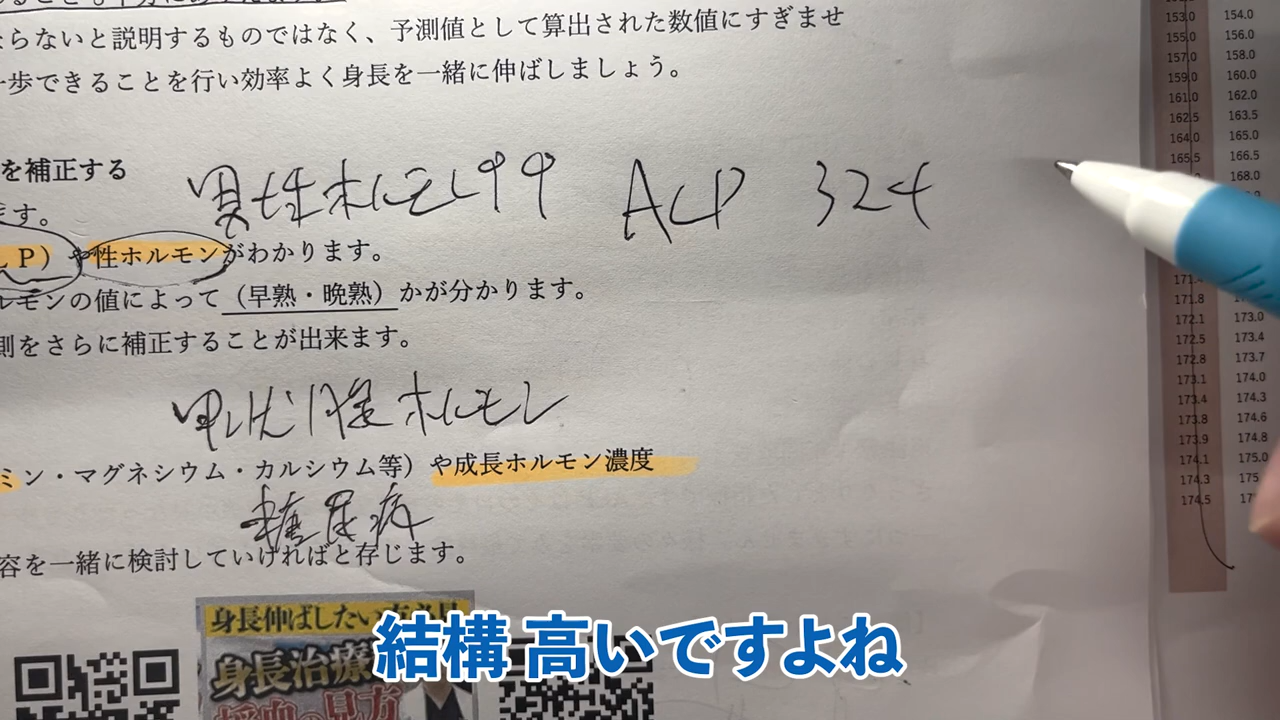 らないと説明するものではなく、予測値として算出された数値にすぎませ
歩できることを行い効率よく身長を一緒に伸ばしましょう。
を補正する
男性ホルモン99 ALP 324
ます。
LP）や性ホルモンがわかります。
ルモンの値によって（早熟・晩熟）かが分かります。
測をさらに補正することが出来ます。
甲状腺ホルモン
ミン・マグネシウム・カルシウム等）や成長ホルモン濃度
糖尿病
容を一緒に検討していければと存じます。
身長伸ばしたい
身長治療
採血の見方
結構 高いですよね
153.0 154.0
155.0 156.0
157.0 158.0
159.0 160.0
161.0 162.0
162.5 163.5
164.0 165.0
165.5 166.5
168.0
171.8
172.1 173.0
172.5 173.4
172.8 173.7
173.1 174.0
173.4 174.3
173.8 174.6
173.9 174.8
174.1 175.0
174.3
174.5